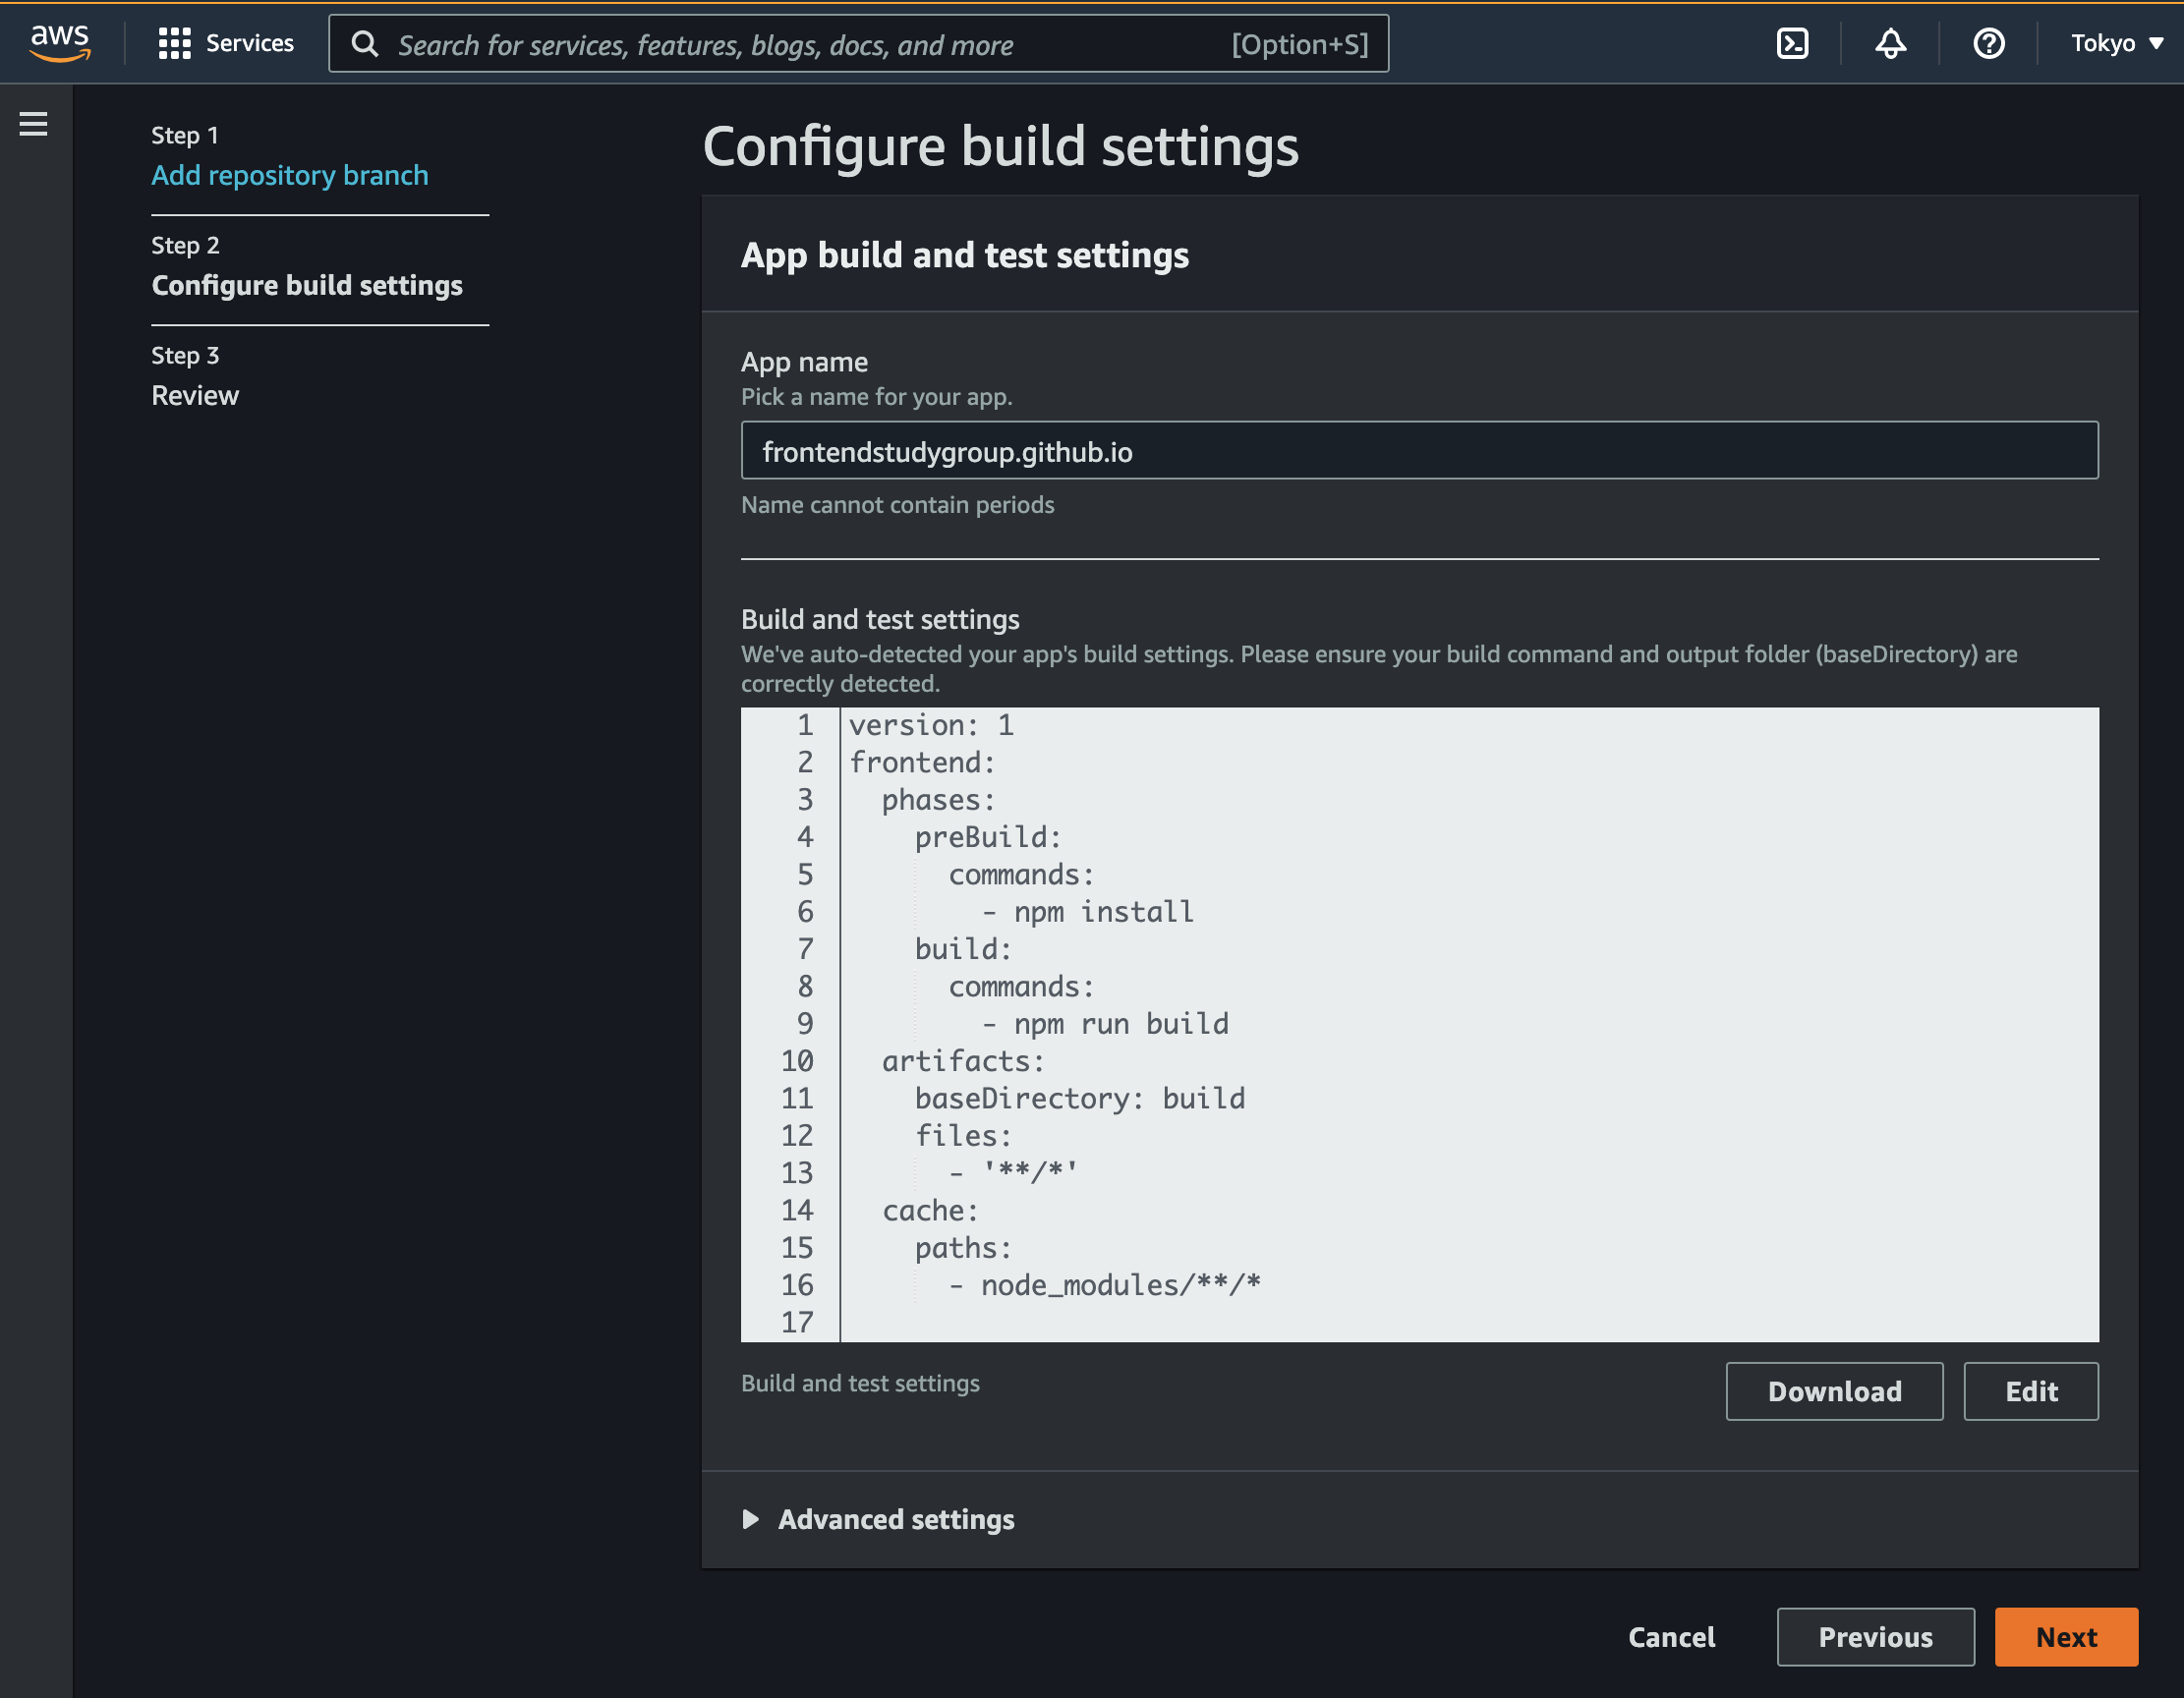 aws
Services
Search for services, features, blogs, docs, and more
[Option+S]
Tokyo
Step 1
Add repository branch
Step 2
Configure build settings
Step 3
Review
Configure build settings
App build and test settings
App name
Pick a name for your app.
frontendstudygroup.github.io
Name cannot contain periods
Build and test settings
We've auto-detected your app's build settings. Please ensure your build command and output folder (baseDirectory) are
correctly detected.
1 version: 1
2 frontend:
3   phases:
4     preBuild:
5       commands:
6         - npm install
7     build:
8       commands:
9         - npm run build
10   artifacts:
11     baseDirectory: build
12     files:
13       - '**/*'
14   cache:
15     paths:
16       - node_modules/**/*
17
Build and test settings
Download
Edit
Advanced settings
Cancel
Previous
Next